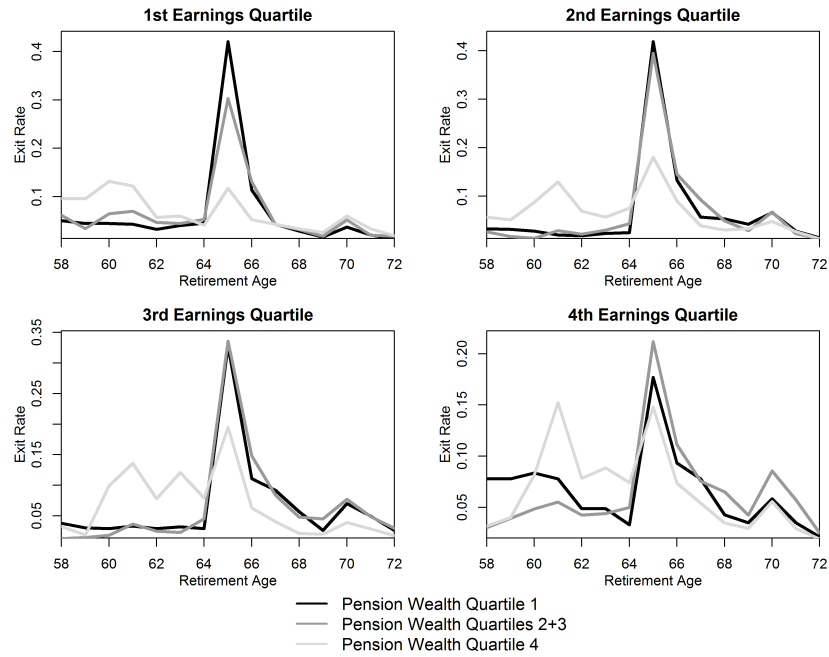 1st Earnings Quartile
0.4
0.3
0.2
0.1
Exit Rate
58 60 62 64 66 68 70 72
Retirement Age
2nd Earnings Quartile
0.4
0.3
0.2
0.1
Exit Rate
58 60 62 64 66 68 70 72
Retirement Age
3rd Earnings Quartile
0.35
0.25
0.15
0.05
Exit Rate
58 60 62 64 66 68 70 72
Retirement Age
4th Earnings Quartile
0.20
0.15
0.10
0.05
Exit Rate
58 60 62 64 66 68 70 72
Retirement Age
Pension Wealth Quartile 1
Pension Wealth Quartiles 2+3
Pension Wealth Quartile 4